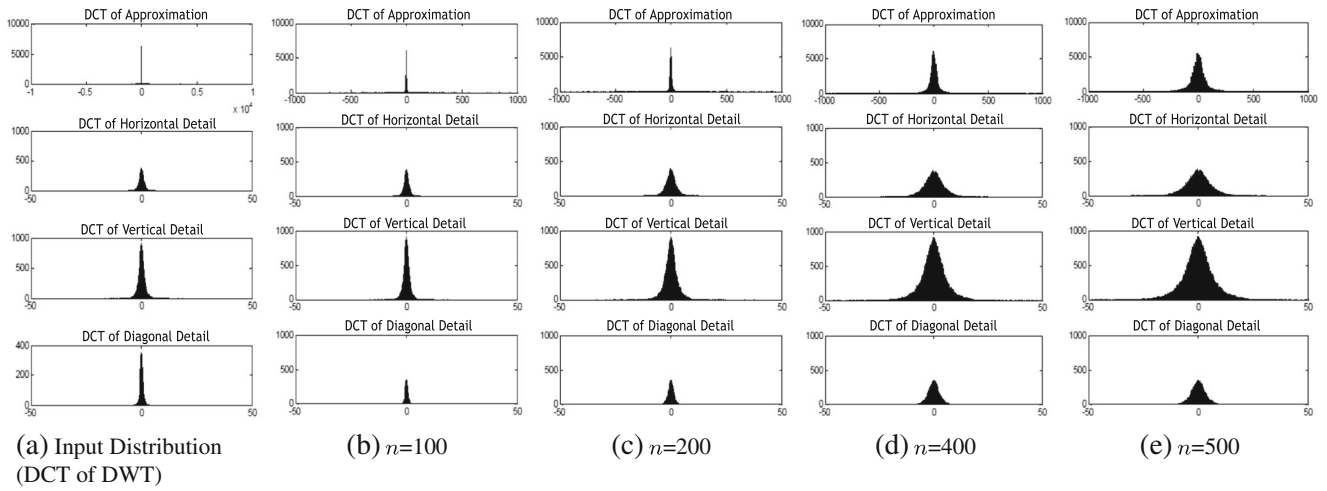 DCT of Approximation
10000
5000
0
-1 -0.5 0 0.5 1
x 10⁴
DCT of Horizontal Detail
1000
500
0
-50 0 50
DCT of Vertical Detail
1000
500
0
-50 0 50
DCT of Diagonal Detail
400
200
0
-50 0 50
(a) Input Distribution
(DCT of DWT)
DCT of Approximation
10000
5000
0
-1000 -500 0 500 1000
DCT of Horizontal Detail
1000
500
0
-50 0 50
DCT of Vertical Detail
1000
500
0
-50 0 50
DCT of Diagonal Detail
1000
500
0
-50 0 50
(b) n=100
DCT of Approximation
10000
5000
0
-1000 -500 0 500 1000
DCT of Horizontal Detail
1000
500
0
-50 0 50
DCT of Vertical Detail
1000
500
0
-50 0 50
DCT of Diagonal Detail
1000
500
0
-50 0 50
(c) n=200
DCT of Approximation
10000
5000
0
-1000 -500 0 500 1000
DCT of Horizontal Detail
1000
500
0
-50 0 50
DCT of Vertical Detail
1000
500
0
-50 0 50
DCT of Diagonal Detail
1000
500
0
-50 0 50
(d) n=400
DCT of Approximation
10000
5000
0
-1000 -500 0 500 1000
DCT of Horizontal Detail
1000
500
0
-50 0 50
DCT of Vertical Detail
1000
500
0
-50 0 50
DCT of Diagonal Detail
1000
500
0
-50 0 50
(e) n=500